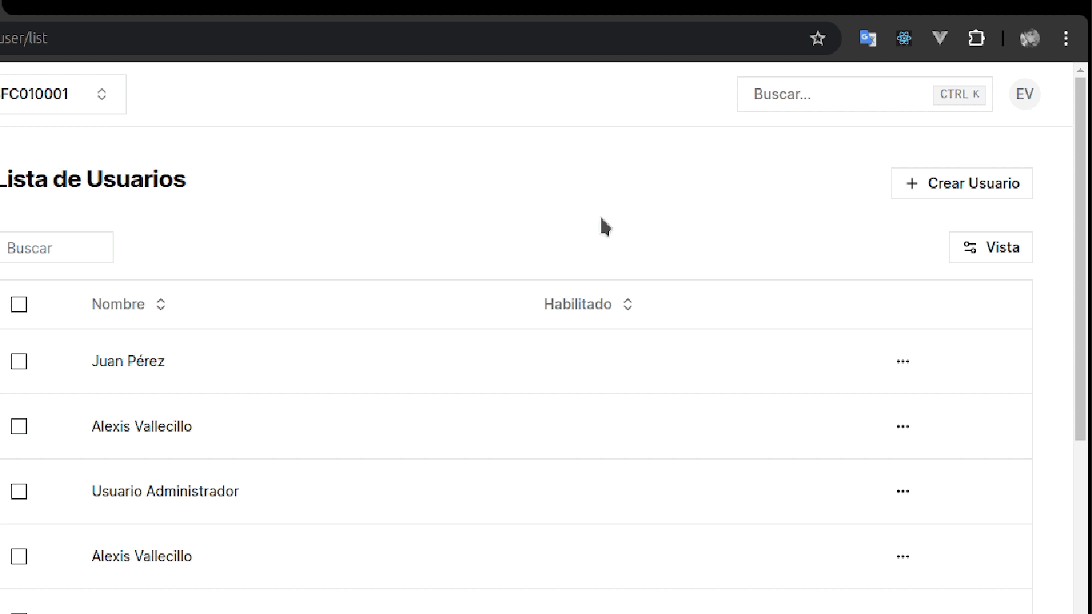 user/list
FC010001
Buscar...
CTRL K
EV
Lista de Usuarios
+ Crear Usuario
Buscar
Vista
Nombre
Habilitado
Juan Pérez
Alexis Vallecillo
Usuario Administrador
Alexis Vallecillo